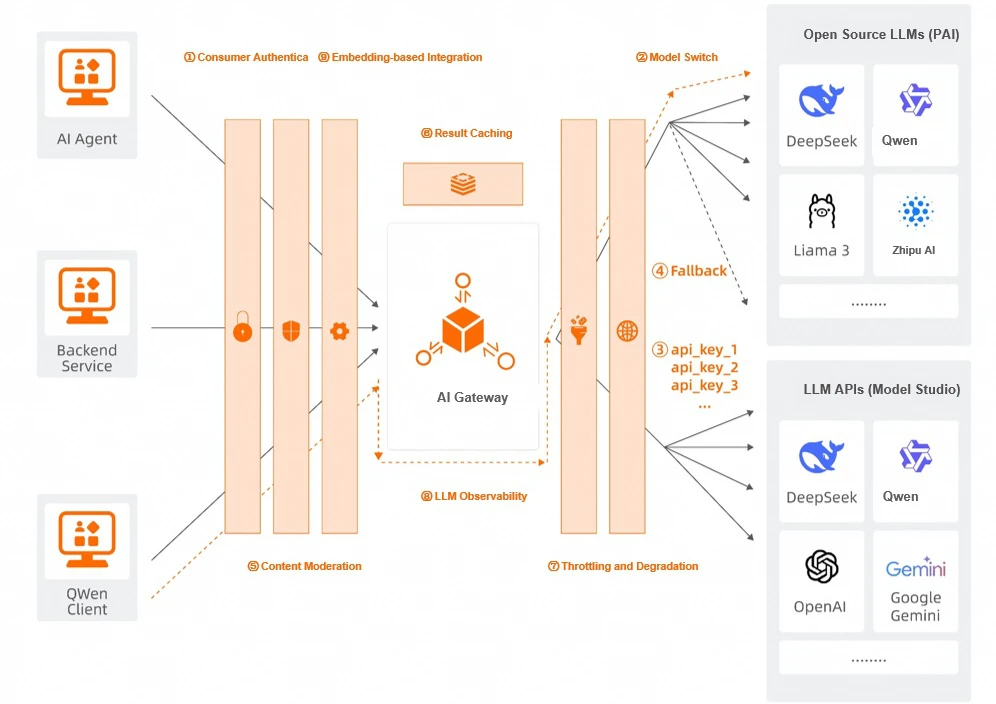 Open Source LLMs (PAI)
① Consumer Authentica
⑨ Embedding-based Integration
② Model Switch
AI Agent
DeepSeek
Qwen
⑥ Result Caching
Llama 3
Zhipu AI
④ Fallback
........
Backend
Service
③ api_key_1
api_key_2
api_key_3
...
AI Gateway
LLM APIs (Model Studio)
DeepSeek
Qwen
⑧ LLM Observability
⑤ Content Moderation
⑦ Throttling and Degradation
QWen
Client
OpenAI
Gemini
Google
Gemini
........